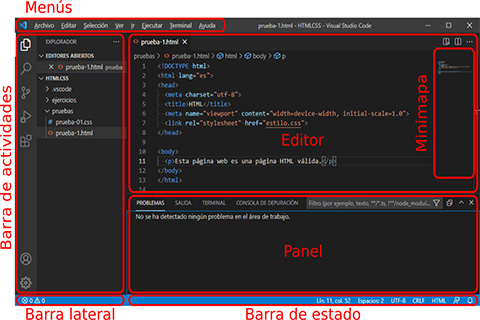 Menús
Archivo Editar Selección Ver Ir Ejecutar Terminal Ayuda prueba-1.html - HTMLCSS - Visual Studio Code
EXPLORADOR ...
EDITORES ABIERTOS
prueba-1.html prueba
HTMLCSS
.vscode
ejercicios
pruebas
prueba-01.css
prueba-1.html
prueba-1.html
pruebas > prueba-1.html > html > body > p
1 <!DOCTYPE html>
2 <html lang="es">
3 <head>
4 <meta charset="utf-8">
5 <title>HTML</title>
6 <meta name="viewport" content="width=device-width, initial-scale=1.0">
7 <link rel="stylesheet" href="estilo.css">
8 </head>
9
10 <body>
11 <p>Esta página web es una página HTML válida.</p>
12 </body>
13 </html>
Editor
Minimapa
Barra de actividades
PROBLEMAS SALIDA TERMINAL CONSOLA DE DEPURACIÓN Filtro (por ejemplo, text, **/*.ts, !**/node_modul...
No se ha detectado ningún problema en el área de trabajo.
Panel
0 0 Lín. 11, col. 52 Espacios: 2 UTF-8 CRLF HTML
Barra lateral
Barra de estado